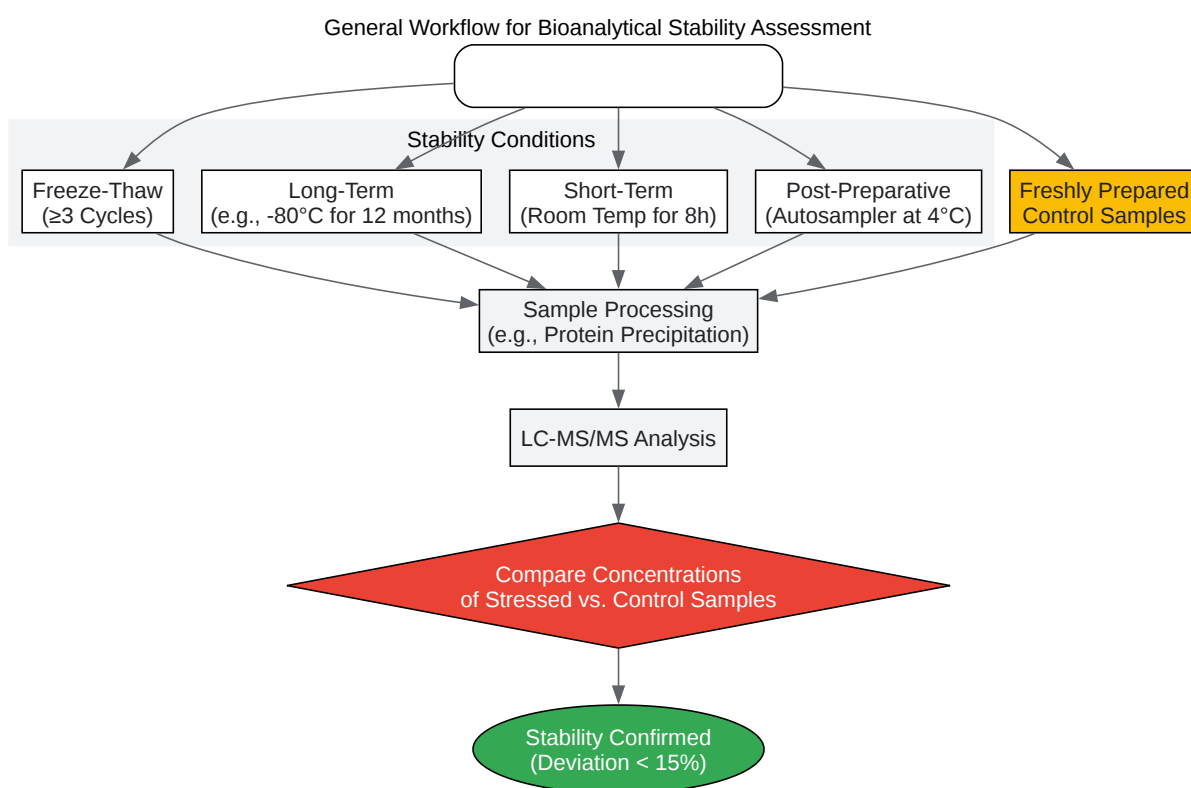 General Workflow for Bioanalytical Stability Assessment
Stability Conditions
Freeze-Thaw
(≥3 Cycles)
Long-Term
(e.g., -80°C for 12 months)
Short-Term
(Room Temp for 8h)
Post-Preparative
(Autosampler at 4°C)
Freshly Prepared
Control Samples
Sample Processing
(e.g., Protein Precipitation)
LC-MS/MS Analysis
Compare Concentrations
of Stressed vs. Control Samples
Stability Confirmed
(Deviation < 15%)